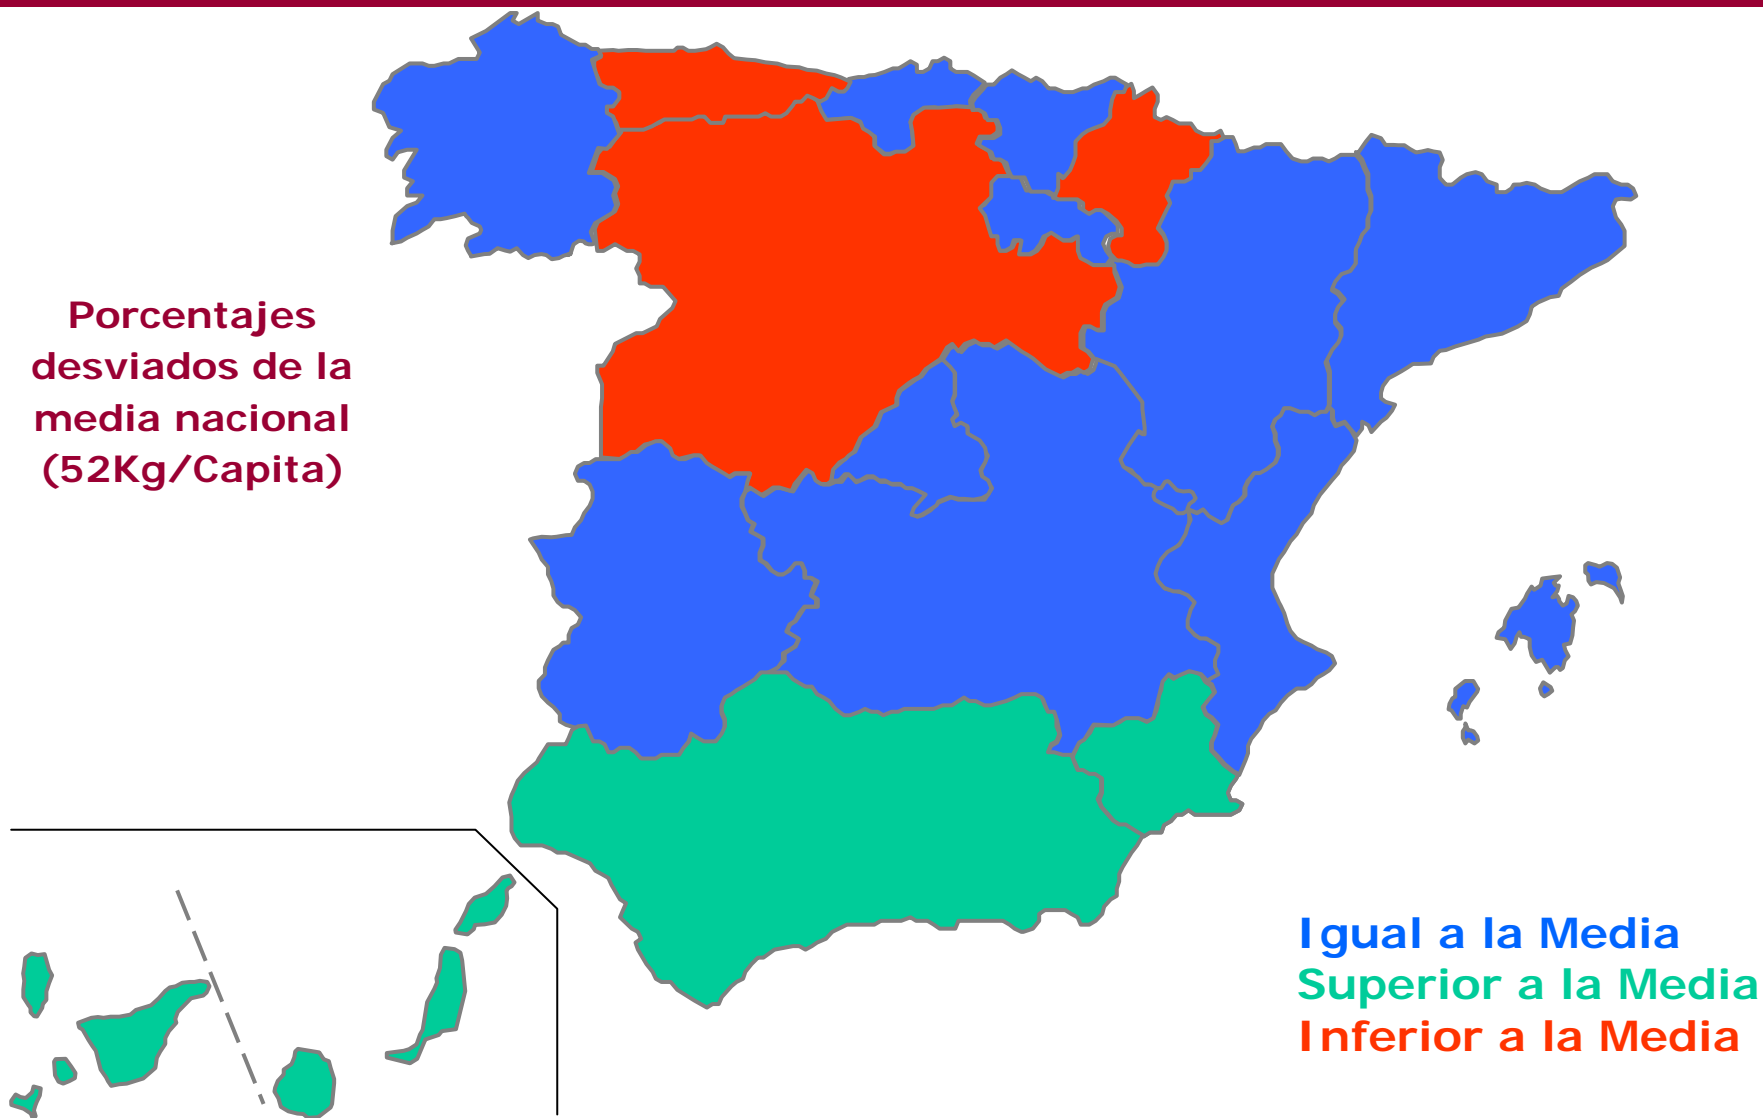 Porcentajes
desviados de la
media nacional
(52Kg/Capita)
Igual a la Media
Superior a la Media
Inferior a la Media